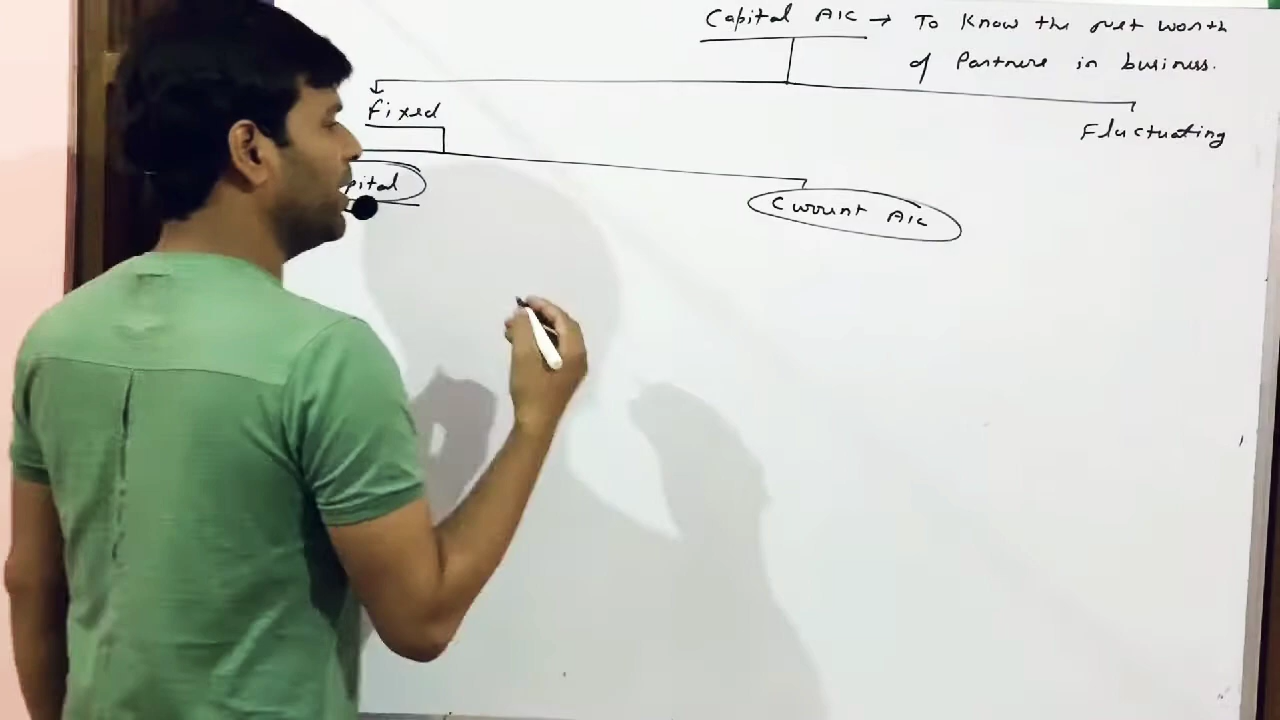 Capital A/C → To Know the net worth
of Partners in business.
Fixed
Fluctuating
pital
Current A/C